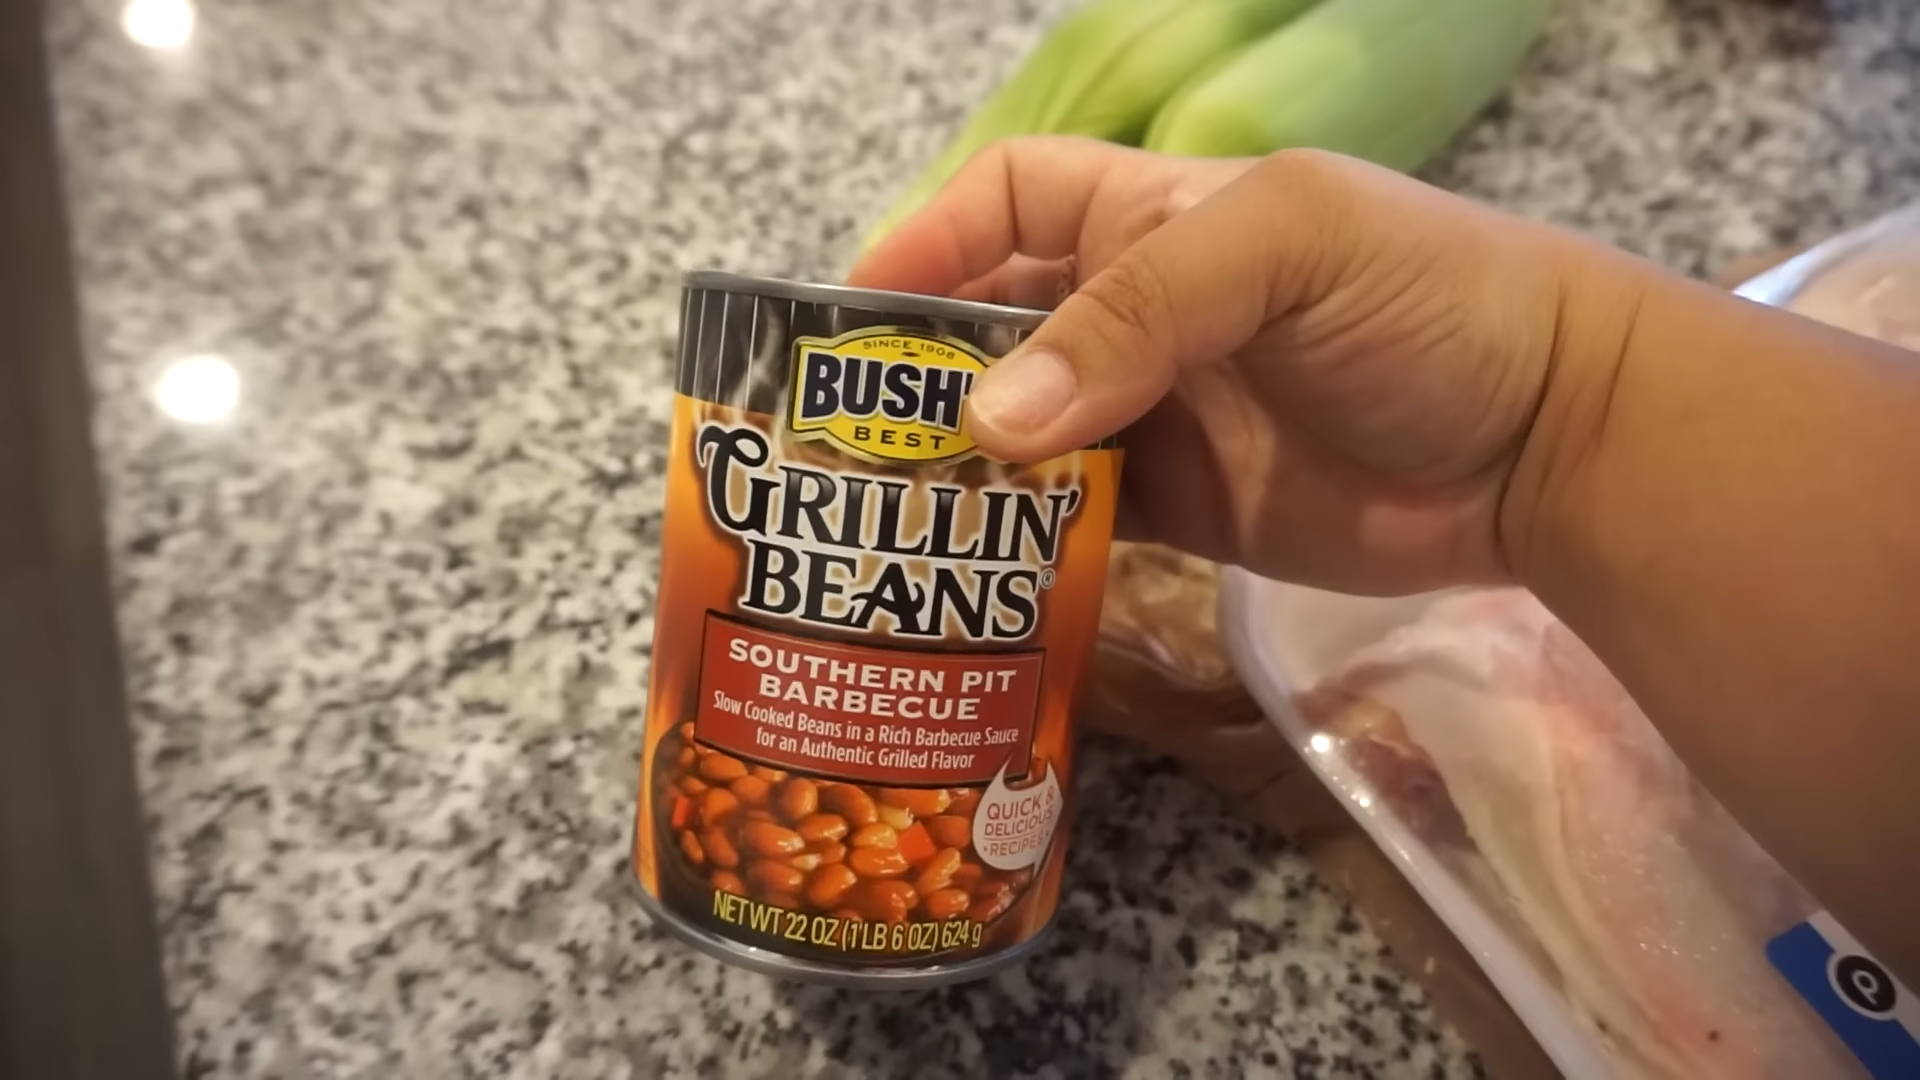 SINCE 1908
BUSH'
BEST
GRILLIN'
BEANS®
SOUTHERN PIT
BARBECUE
Slow Cooked Beans in a Rich Barbecue Sauce
for an Authentic Grilled Flavor
QUICK &
DELICIOUS
• RECIPES •
NET WT 22 OZ (1 LB 6 OZ) 624 g